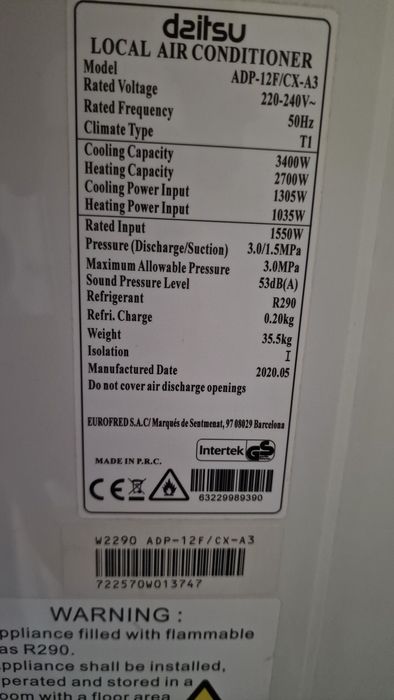 daitsu
LOCAL AIR CONDITIONER
Model ADP-12F/CX-A3
Rated Voltage 220-240V~
Rated Frequency 50Hz
Climate Type T1
Cooling Capacity 3400W
Heating Capacity 2700W
Cooling Power Input 1305W
Heating Power Input 1035W
Rated Input 1550W
Pressure (Discharge/Suction) 3.0/1.5MPa
Maximum Allowable Pressure 3.0MPa
Sound Pressure Level 53dB(A)
Refrigerant R290
Refri. Charge 0.20kg
Weight 35.5kg
Isolation I
Manufactured Date 2020.05
Do not cover air discharge openings
EUROFRED S.A.C/ Marqués de Sentmenat, 97 08029 Barcelona
Intertek GS
MADE IN P.R.C.
CE 63229989390
W2290 ADP-12F/CX-A3
722570W013747
WARNING :
ppliance filled with flammable
as R290.
ppliance shall be installed,
perated and stored in a
oom with a floor area